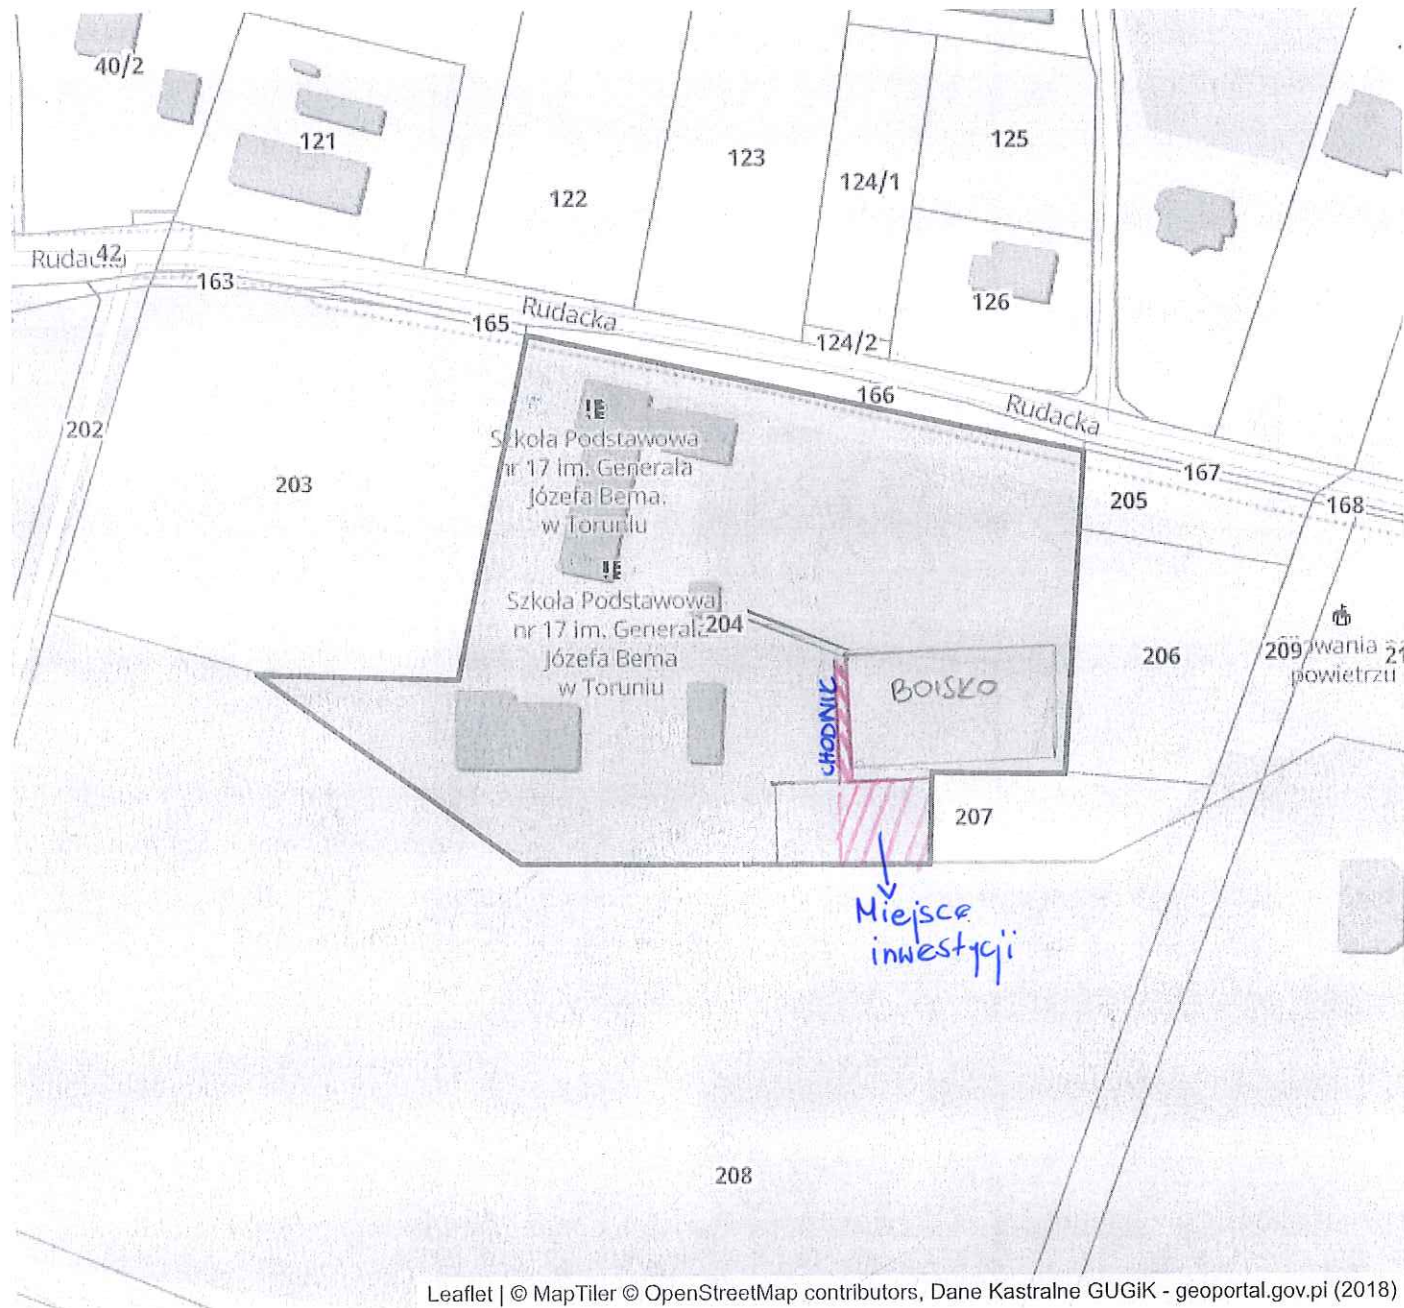 40/2
121
122
123
124/1
125
126
Rudacka
42
163
165
Rudacka
124/2
166
Rudacka
167
168
202
203
205
Szkoła Podstawowa
nr 17 im. Generała
Józefa Bema
w Toruniu
Szkoła Podstawowa
nr 17 im. Generała
Józefa Bema
w Toruniu
204
BOISKO
CHODNIK
206
209
powietrzu
207
Miejsce
inwestycji
208
Leaflet | © MapTiler © OpenStreetMap contributors, Dane Kastralne GUGiK - geoportal.gov.pi (2018)